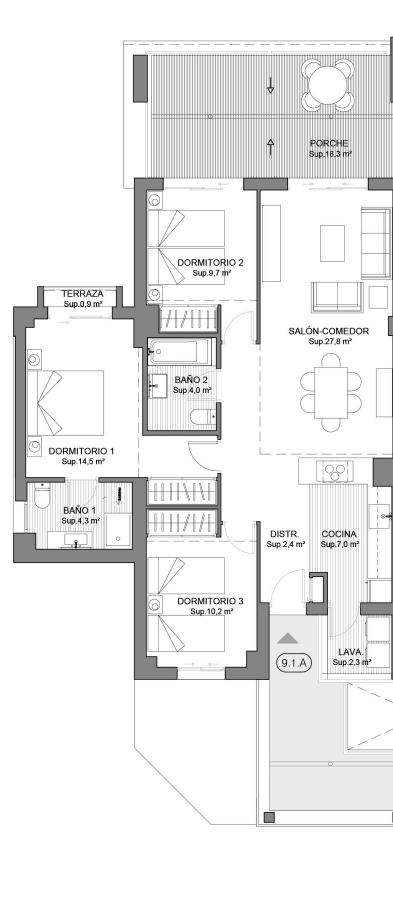 PORCHE
Sup.18,3 m²
DORMITORIO 2
Sup.9,7 m²
TERRAZA
Sup.0,9 m²
SALÓN-COMEDOR
Sup.27,8 m²
BAÑO 2
Sup.4,0 m²
DORMITORIO 1
Sup.14,5 m²
BAÑO 1
Sup.4,3 m²
DISTR.
Sup.2,4 m²
COCINA
Sup.7,0 m²
DORMITORIO 3
Sup.10,2 m²
LAVA.
Sup.2,3 m²
9.1.A